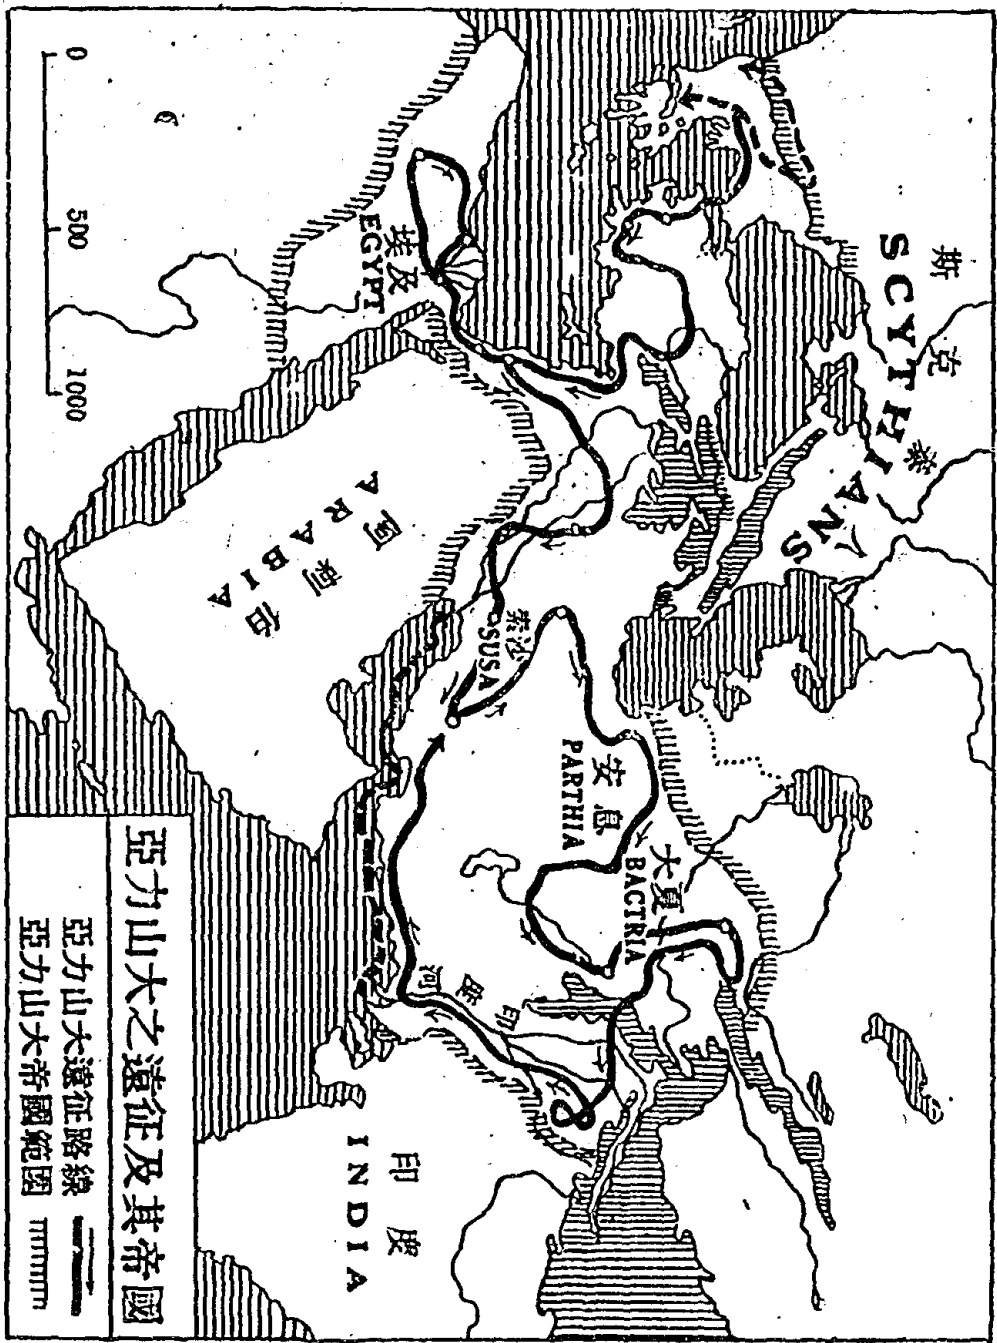 斯克泰人
SCYTHIANS
埃及
EGYPT
阿剌伯
ARABIA
索沙
SUSA
安息
PARTHIA
大夏
BACTRIA
印度河
印度
INDIA
0 500 1000
亞力山大之遠征及其帝國
亞力山大遠征路線
亞力山大帝國範圍